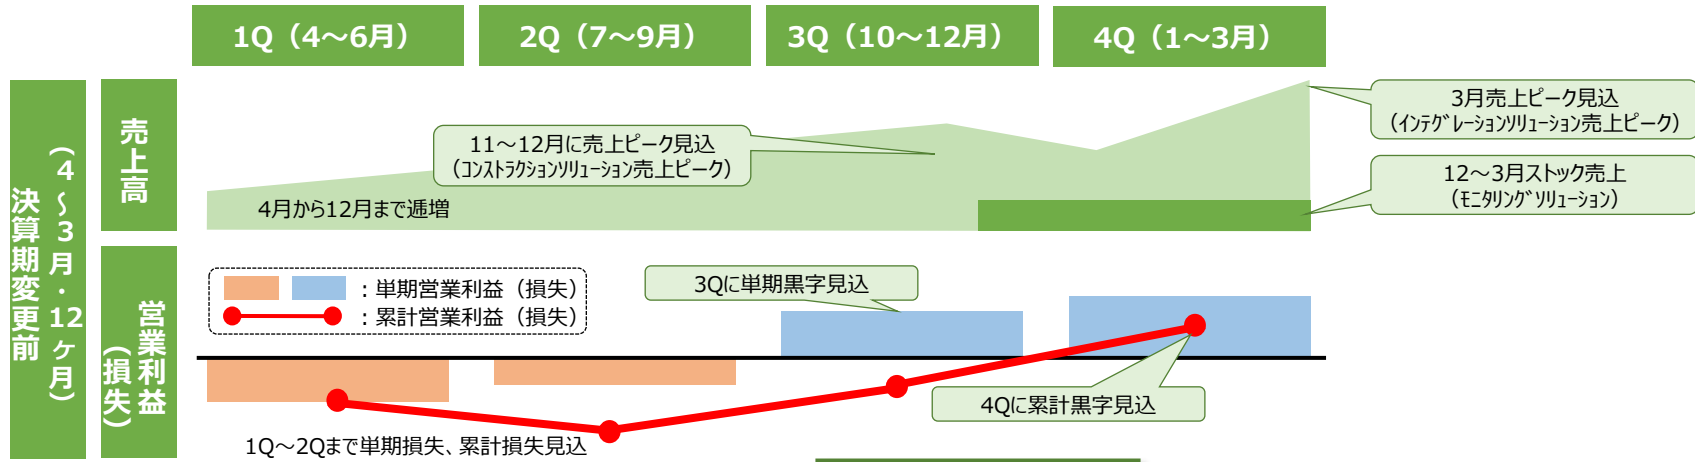 1Q（4～6月）
2Q（7～9月）
3Q（10～12月）
4Q（1～3月）
決算期変更前
（4～3月・12ヶ月）
売上高
11～12月に売上ピーク見込
（ｺﾝｽﾄﾗｸｼｮﾝｿﾘｭｰｼｮﾝ売上ピーク）
4月から12月まで逓増
3月売上ピーク見込
（ｲﾝﾃｸﾞﾚｰｼｮﾝｿﾘｭｰｼｮﾝ売上ピーク）
12～3月ストック売上
（ﾓﾆﾀﾘﾝｸﾞｿﾘｭｰｼｮﾝ）
営業利益
（損失）
：単期営業利益（損失）
：累計営業利益（損失）
3Qに単期黒字見込
4Qに累計黒字見込
1Q～2Qまで単期損失、累計損失見込